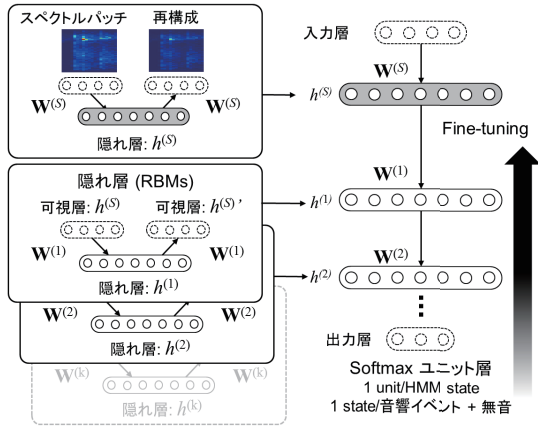 スペクトルパッチ 再構成
W(S) W(S)
隠れ層: h(S)
隠れ層 (RBMs)
可視層: h(S) 可視層: h(S)’
W(1) W(1)
隠れ層: h(1)
W(2) W(2)
隠れ層: h(2)
W(k) W(k)
隠れ層: h(k)
入力層
W(S)
h(S)
Fine-tuning
W(1)
h(1)
W(2)
h(2)
出力層
Softmax ユニット層
1 unit/HMM state
1 state/音響イベント + 無音